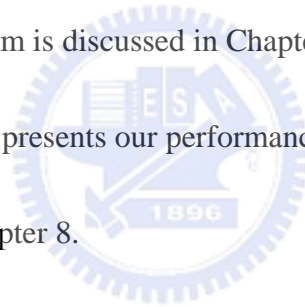 m is discussed in Chapte
presents our performanc
E S A
1896
pter 8.